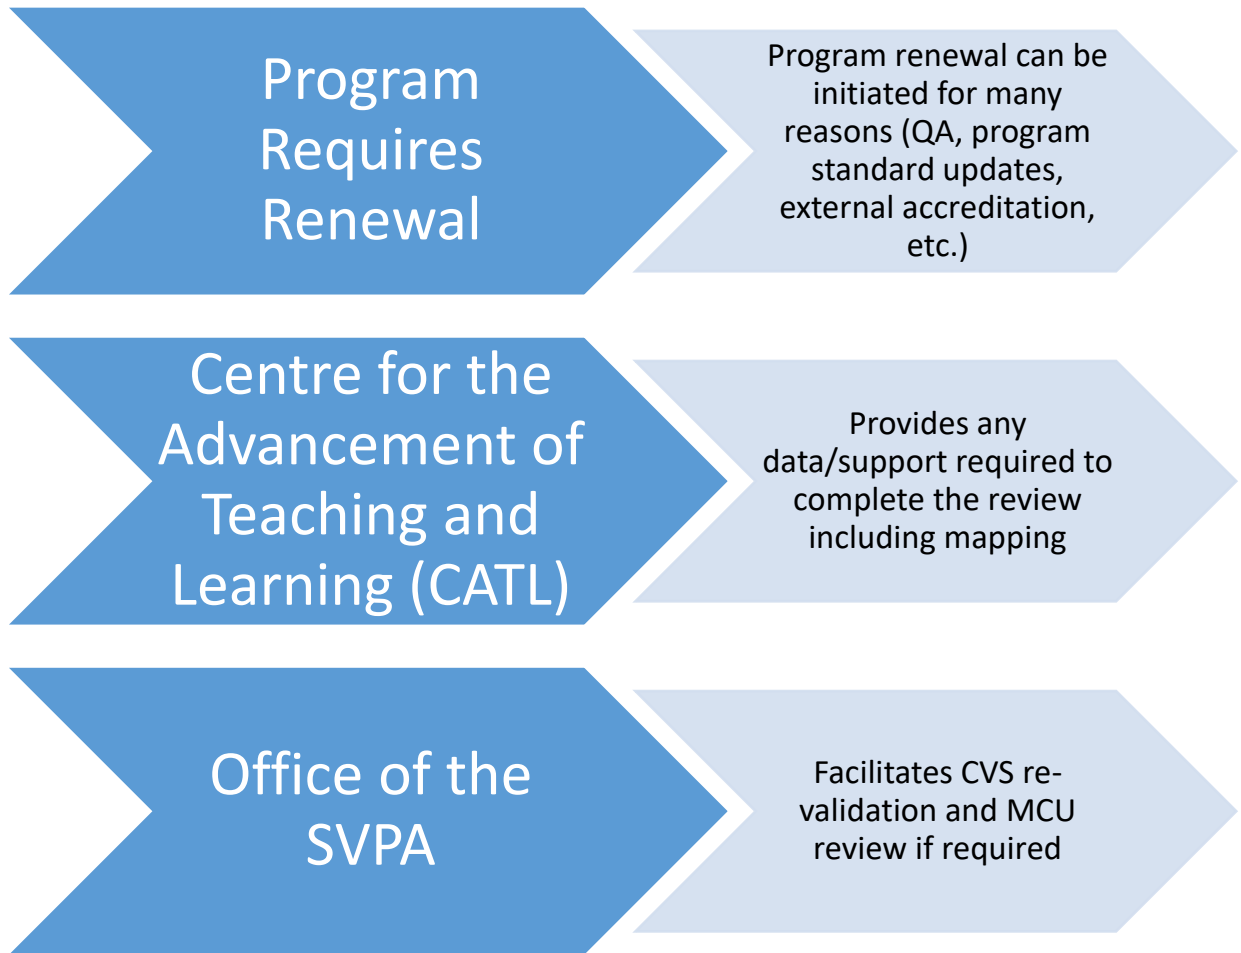 Program
Requires
Renewal
Program renewal can be
initiated for many
reasons (QA, program
standard updates,
external accreditation,
etc.)
Centre for the
Advancement of
Teaching and
Learning (CATL)
Provides any
data/support required to
complete the review
including mapping
Office of the
SVPA
Facilitates CVS re-
validation and MCU
review if required